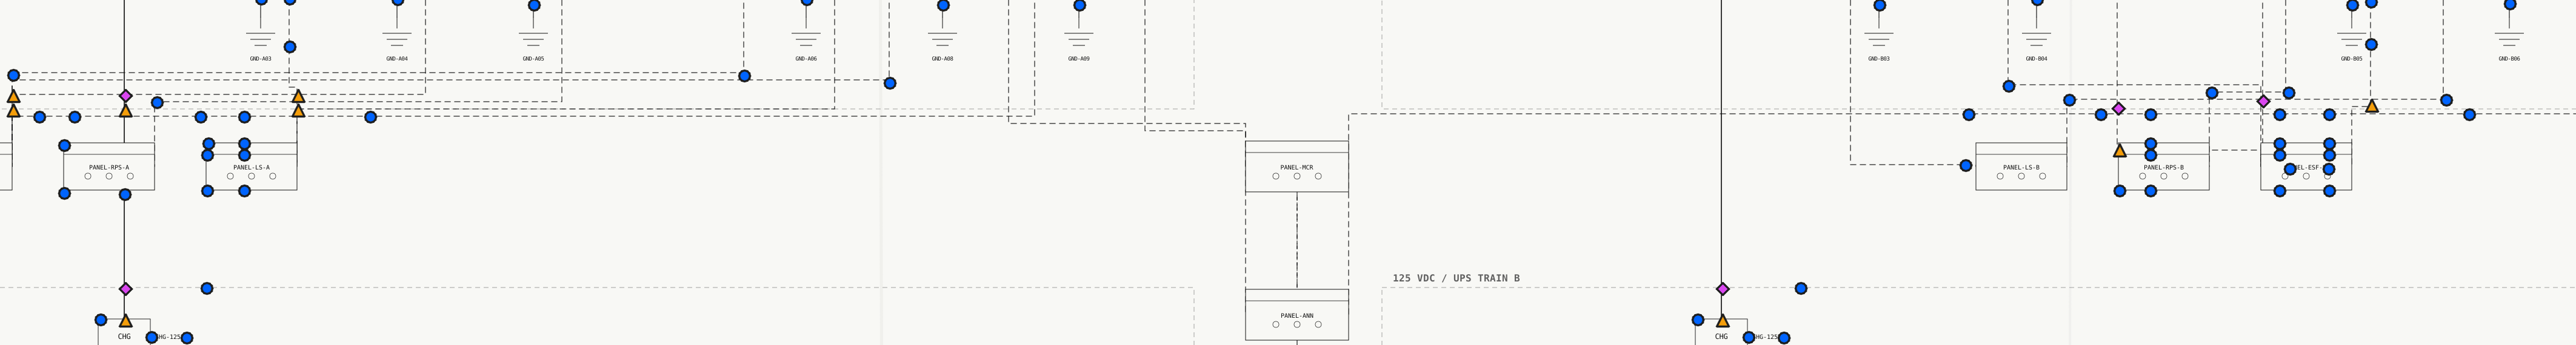 GND-A03
GND-A04
GND-A05
GND-A06
GND-A08
GND-A09
GND-B03
GND-B04
GND-B05
GND-B06
PANEL-RPS-A
PANEL-LS-A
PANEL-MCR
PANEL-LS-B
PANEL-RPS-B
125 VDC / UPS TRAIN B
PANEL-ANN
CHG
CHG